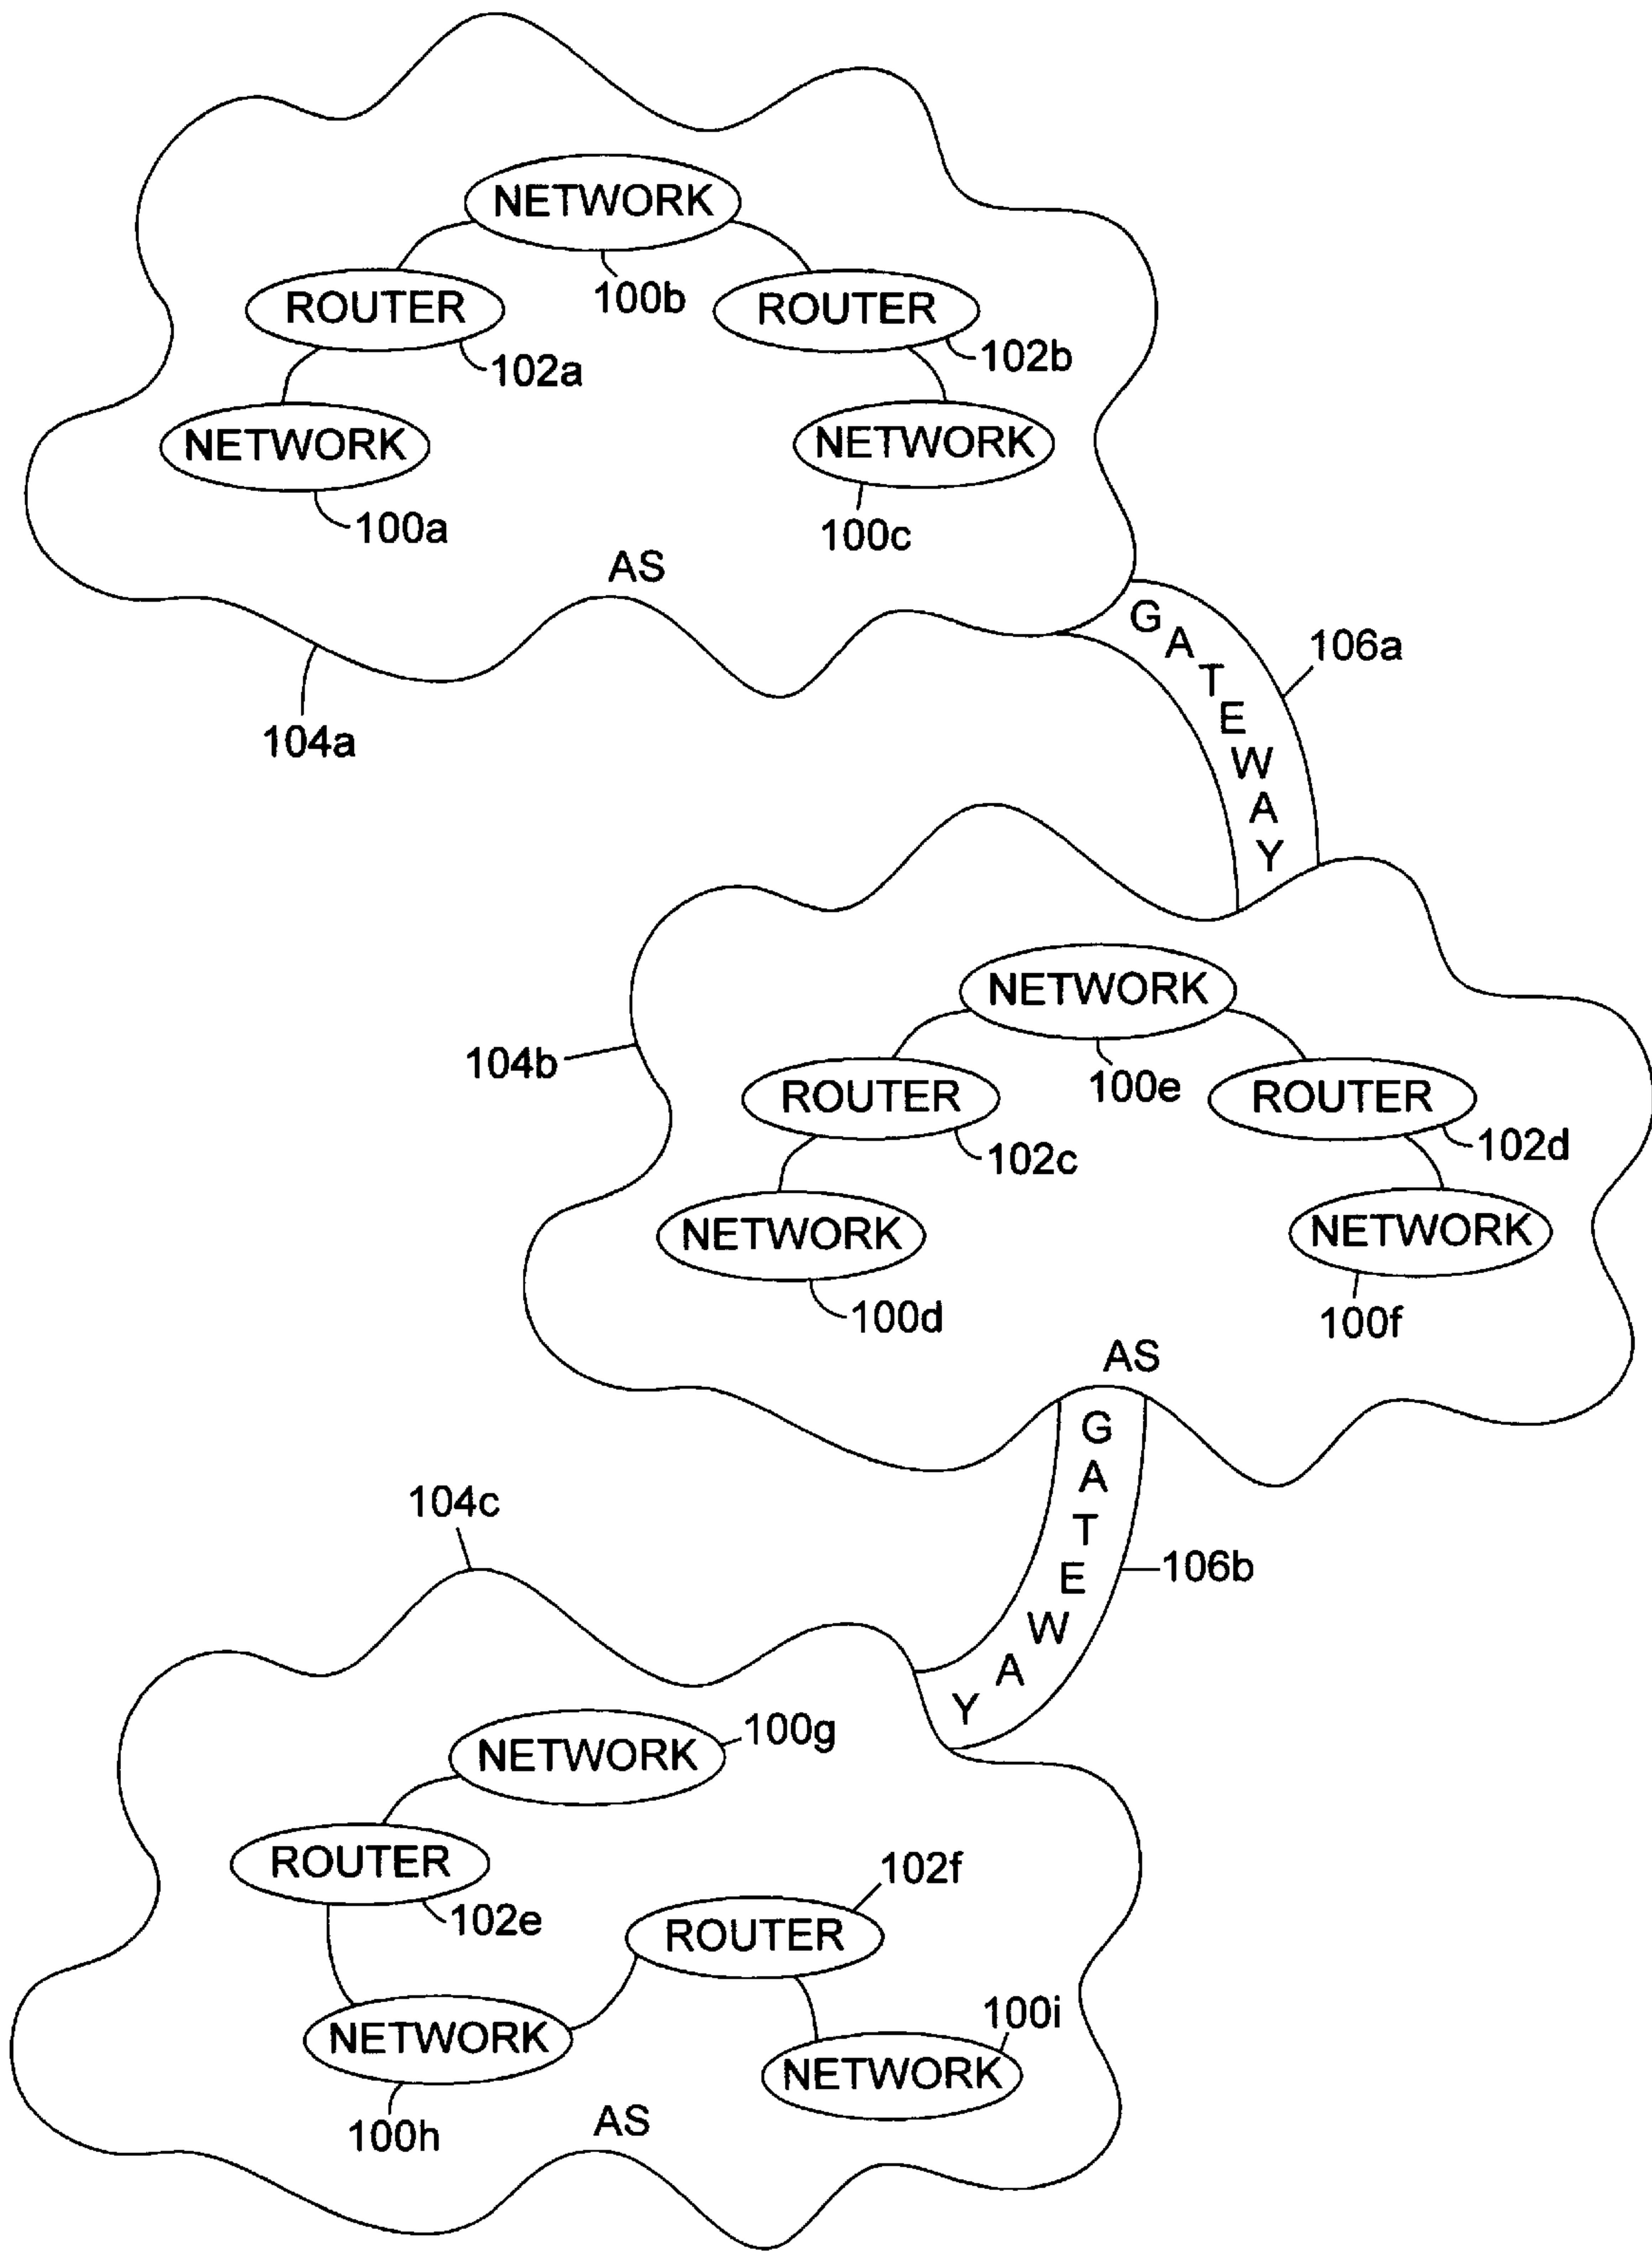 NETWORK
100b
ROUTER
102a
ROUTER
102b
NETWORK
100a
NETWORK
100c
AS
104a
GATEWAY
106a
104b
NETWORK
100e
ROUTER
102c
ROUTER
102d
NETWORK
100d
NETWORK
100f
AS
GATEWAY
106b
104c
NETWORK
100g
ROUTER
102e
ROUTER
102f
NETWORK
100h
NETWORK
100i
AS